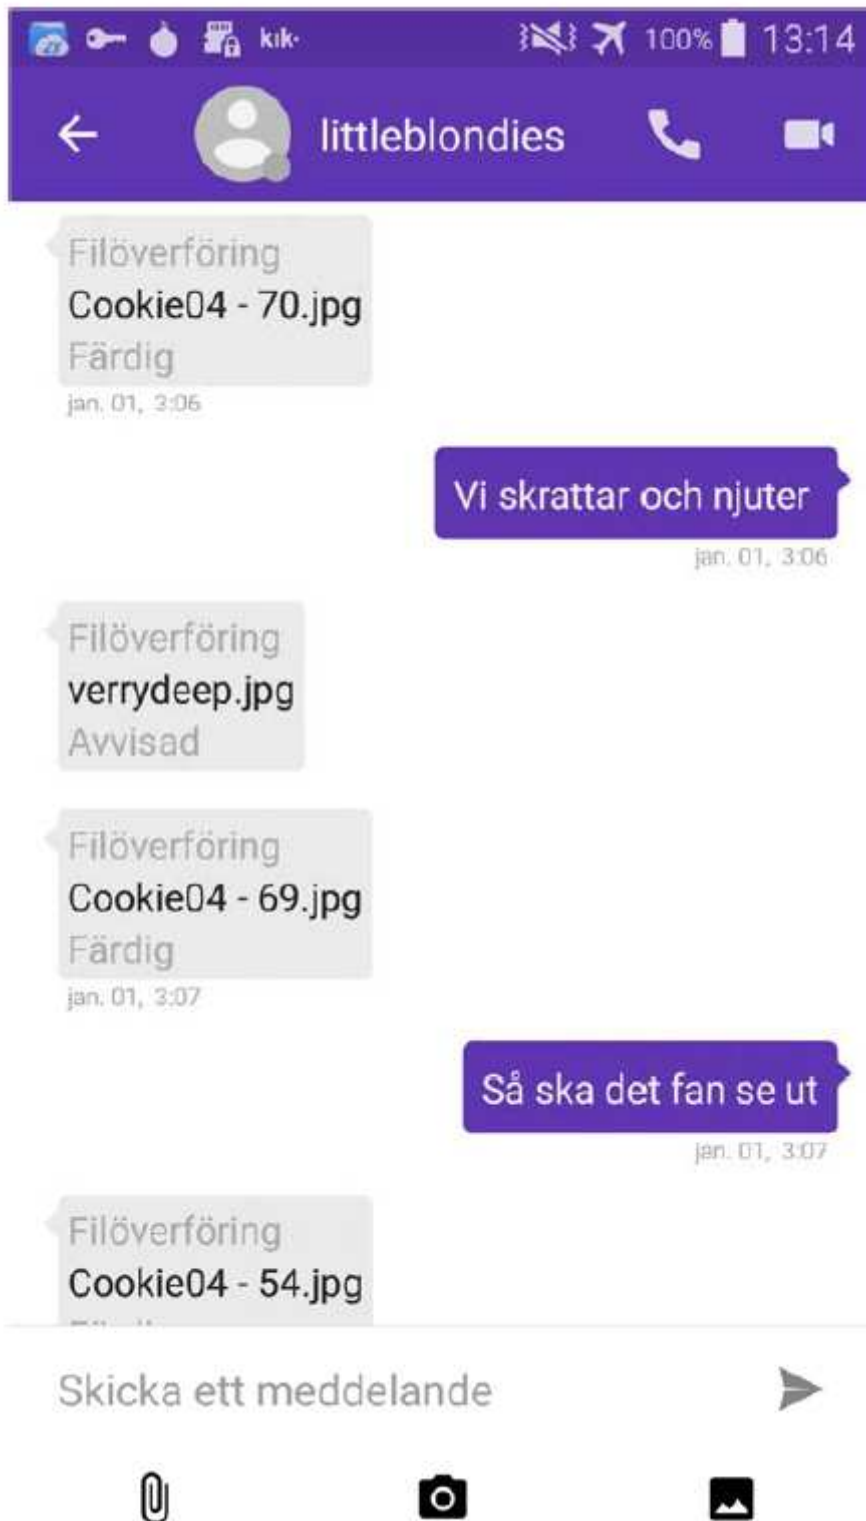 kik·
100%
13:14
littleblondies
Filöverföring
Cookie04 - 70.jpg
Färdig
jan. 01, 3:06
Vi skrattar och njuter
jan. 01, 3:06
Filöverföring
verrydeep.jpg
Avvisad
Filöverföring
Cookie04 - 69.jpg
Färdig
jan. 01, 3:07
Så ska det fan se ut
jan. 01, 3:07
Filöverföring
Cookie04 - 54.jpg
Skicka ett meddelande